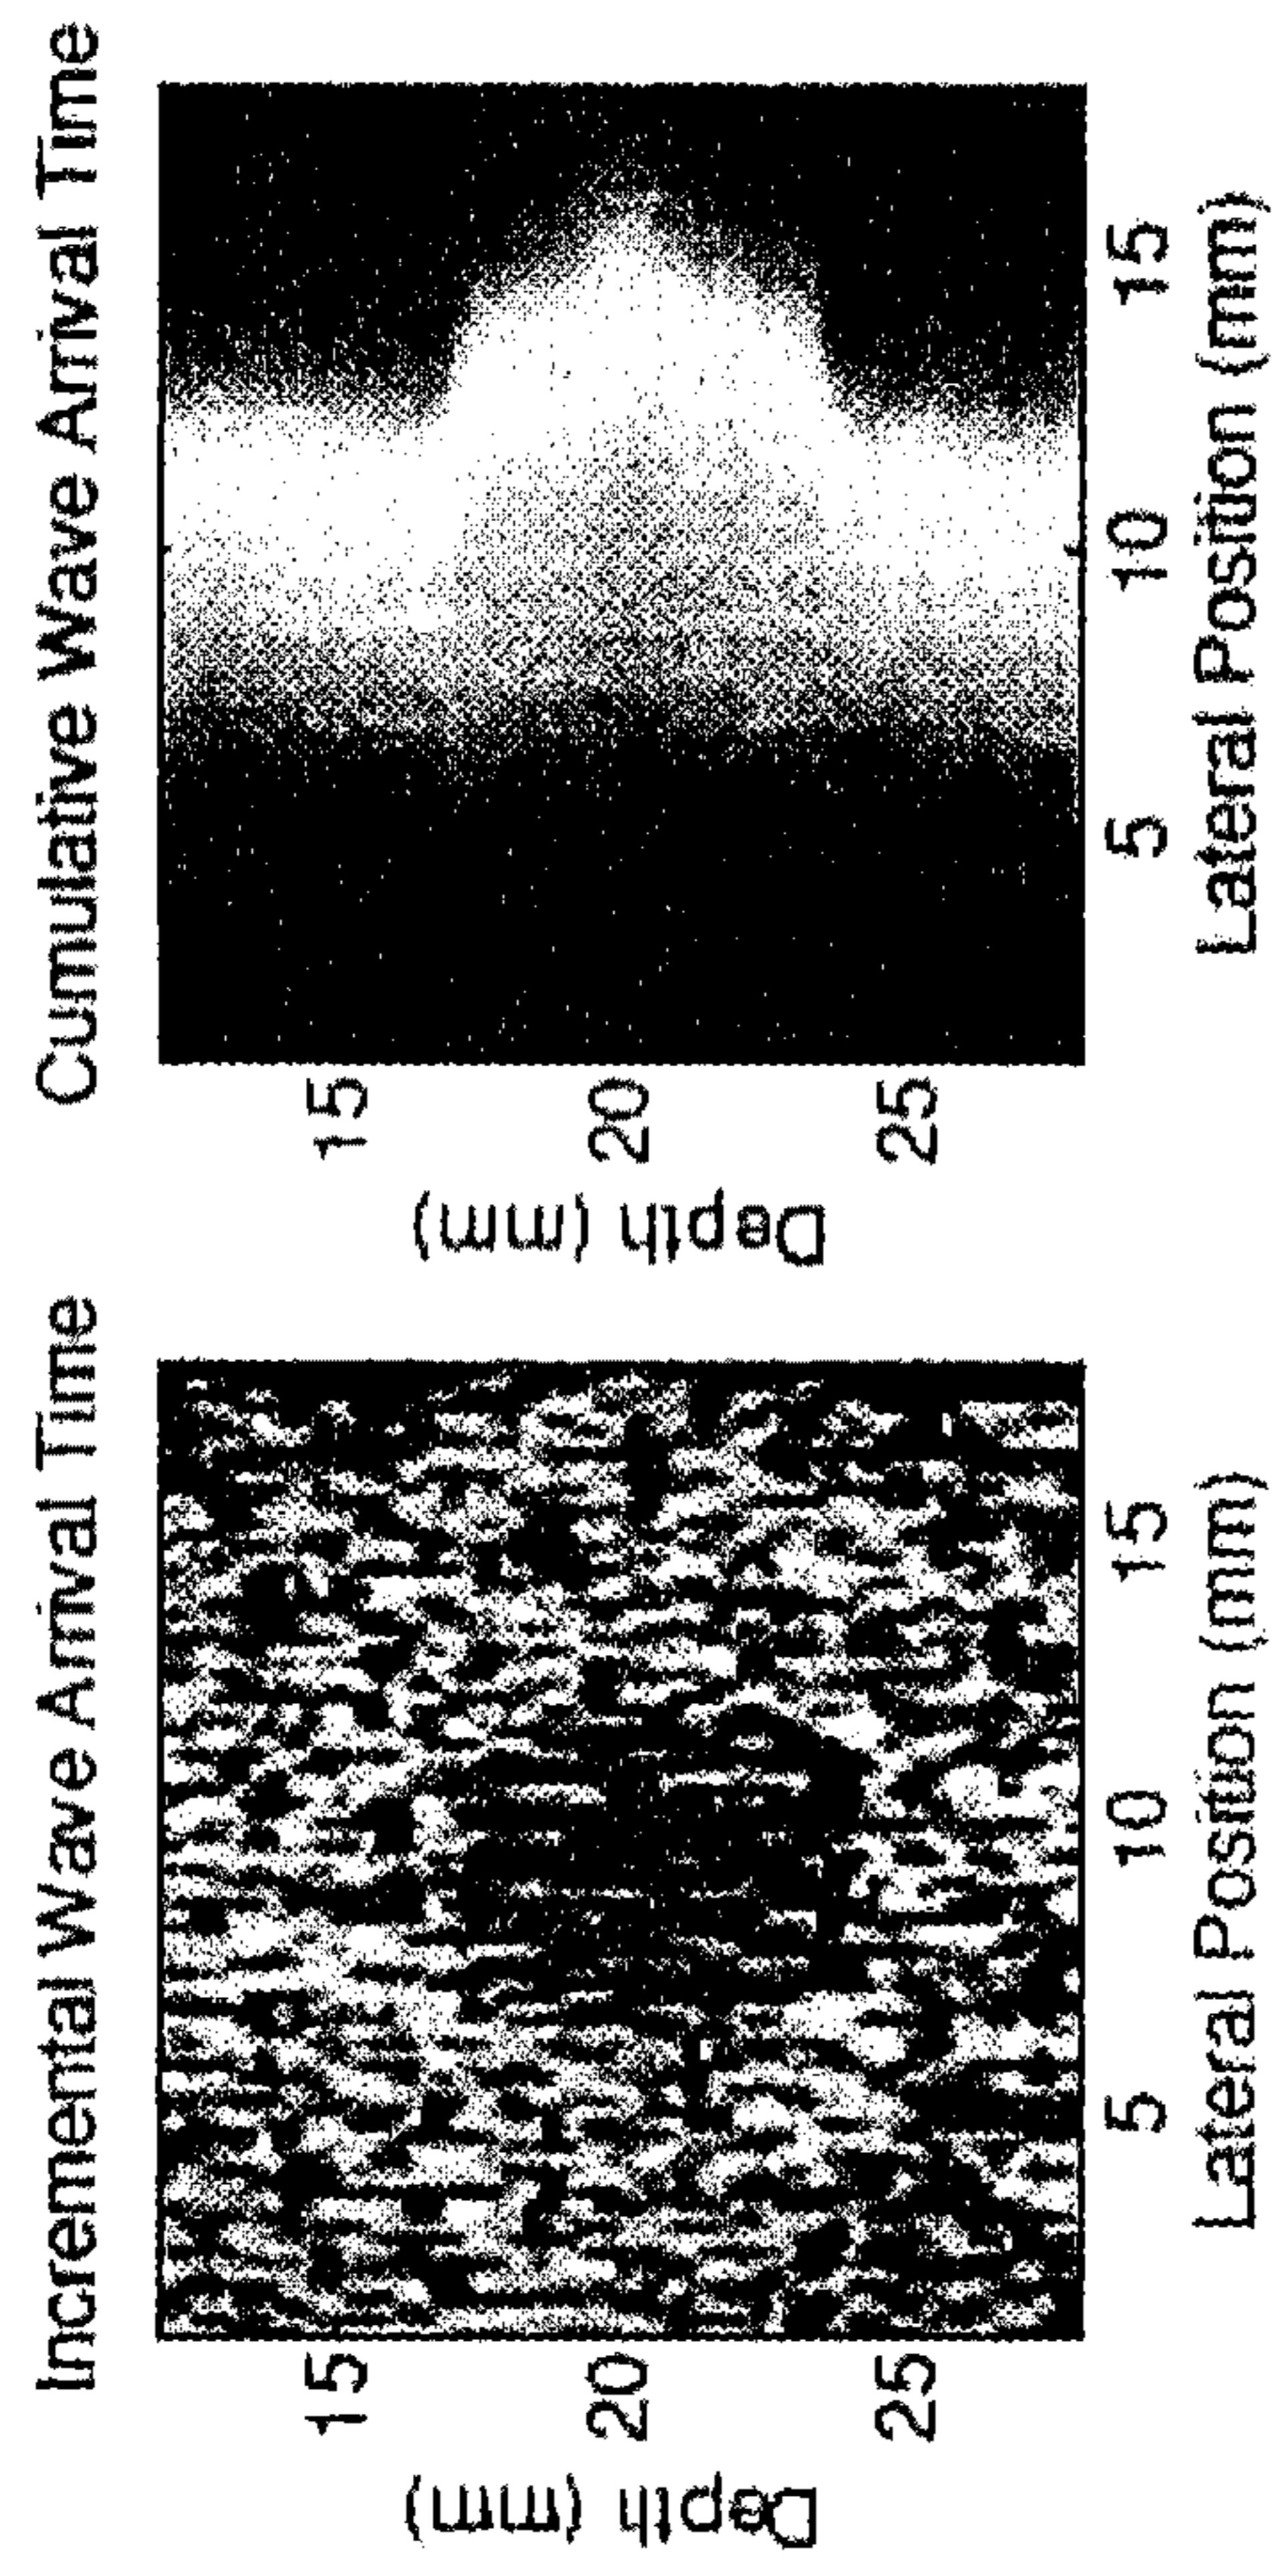 Incremental Wave Arrival Time
Depth (mm)
15
20
25
5
10
15
Lateral Position (mm)
Cumulative Wave Arrival Time
Depth (mm)
15
20
25
5
10
15
Lateral Position (mm)